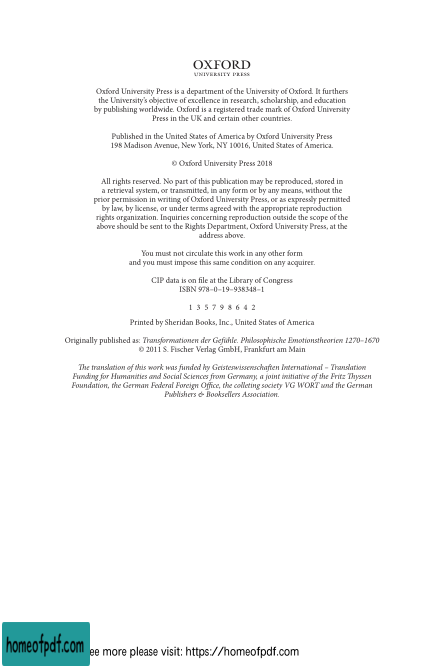 OXFORD
UNIVERSITY PRESS
Oxford University Press is a department of the University of Oxford. It furthers
the University's objective of excellence in research, scholarship, and education
by publishing worldwide. Oxford is a registered trade mark of Oxford University
Press in the UK and certain other countries.
Published in the United States of America by Oxford University Press
198 Madison Avenue, New York, NY 10016, United States of America.
© Oxford University Press 2018
All rights reserved. No part of this publication may be reproduced, stored in
a retrieval system, or transmitted, in any form or by any means, without the
prior permission in writing of Oxford University Press, or as expressly permitted
by law, by license, or under terms agreed with the appropriate reproduction
rights organization. Inquiries concerning reproduction outside the scope of the
above should be sent to the Rights Department, Oxford University Press, at the
address above.
You must not circulate this work in any other form
and you must impose this same condition on any acquirer.
CIP data is on file at the Library of Congress
ISBN 978–0–19–938348–1
1 3 5 7 9 8 6 4 2
Printed by Sheridan Books, Inc., United States of America
Originally published as: Transformationen der Gefühle. Philosophische Emotionstheorien 1270–1670
© 2011 S. Fischer Verlag GmbH, Frankfurt am Main
The translation of this work was funded by Geisteswissenschaften International – Translation
Funding for Humanities and Social Sciences from Germany, a joint initiative of the Fritz Thyssen
Foundation, the German Federal Foreign Office, the colleting society VG WORT und the German
Publishers & Booksellers Association.
homeofpdf.com ee more please visit: https://homeofpdf.com